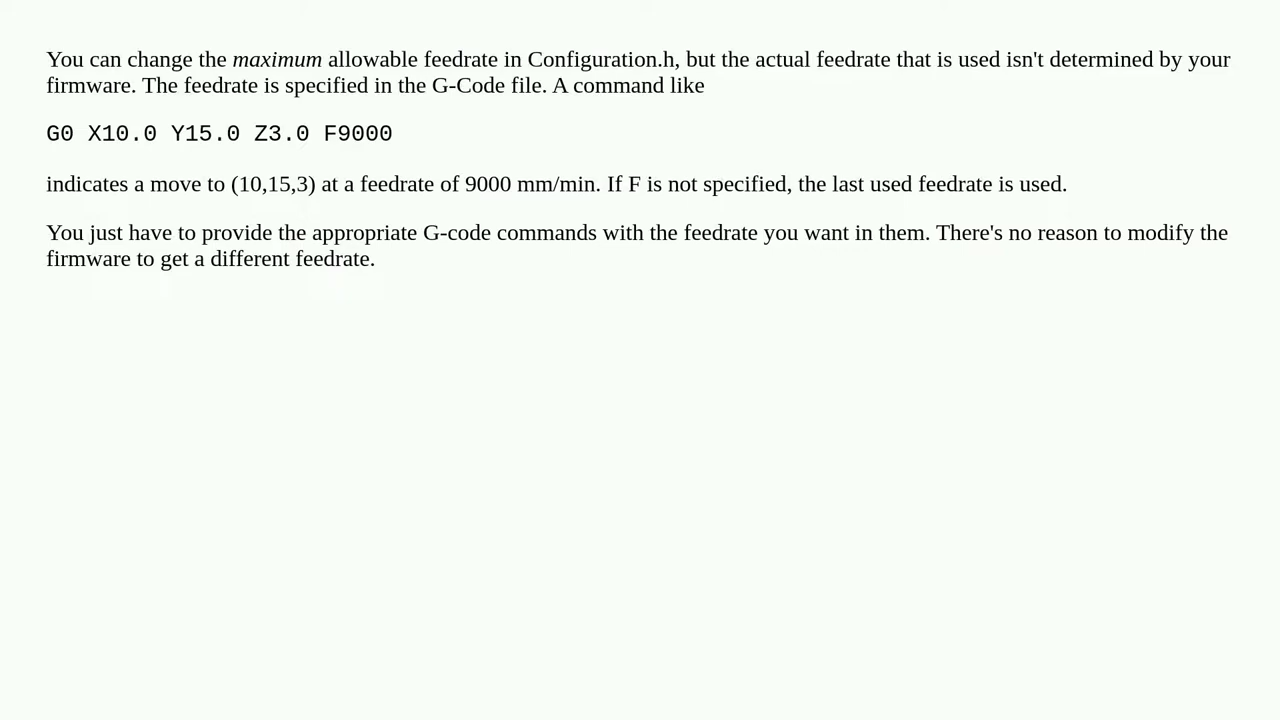 You can change the maximum allowable feedrate in Configuration.h, but the actual feedrate that is used isn't determined by your
firmware. The feedrate is specified in the G-Code file. A command like
G0 X10.0 Y15.0 Z3.0 F9000
indicates a move to (10,15,3) at a feedrate of 9000 mm/min. If F is not specified, the last used feedrate is used.
You just have to provide the appropriate G-code commands with the feedrate you want in them. There's no reason to modify the
firmware to get a different feedrate.